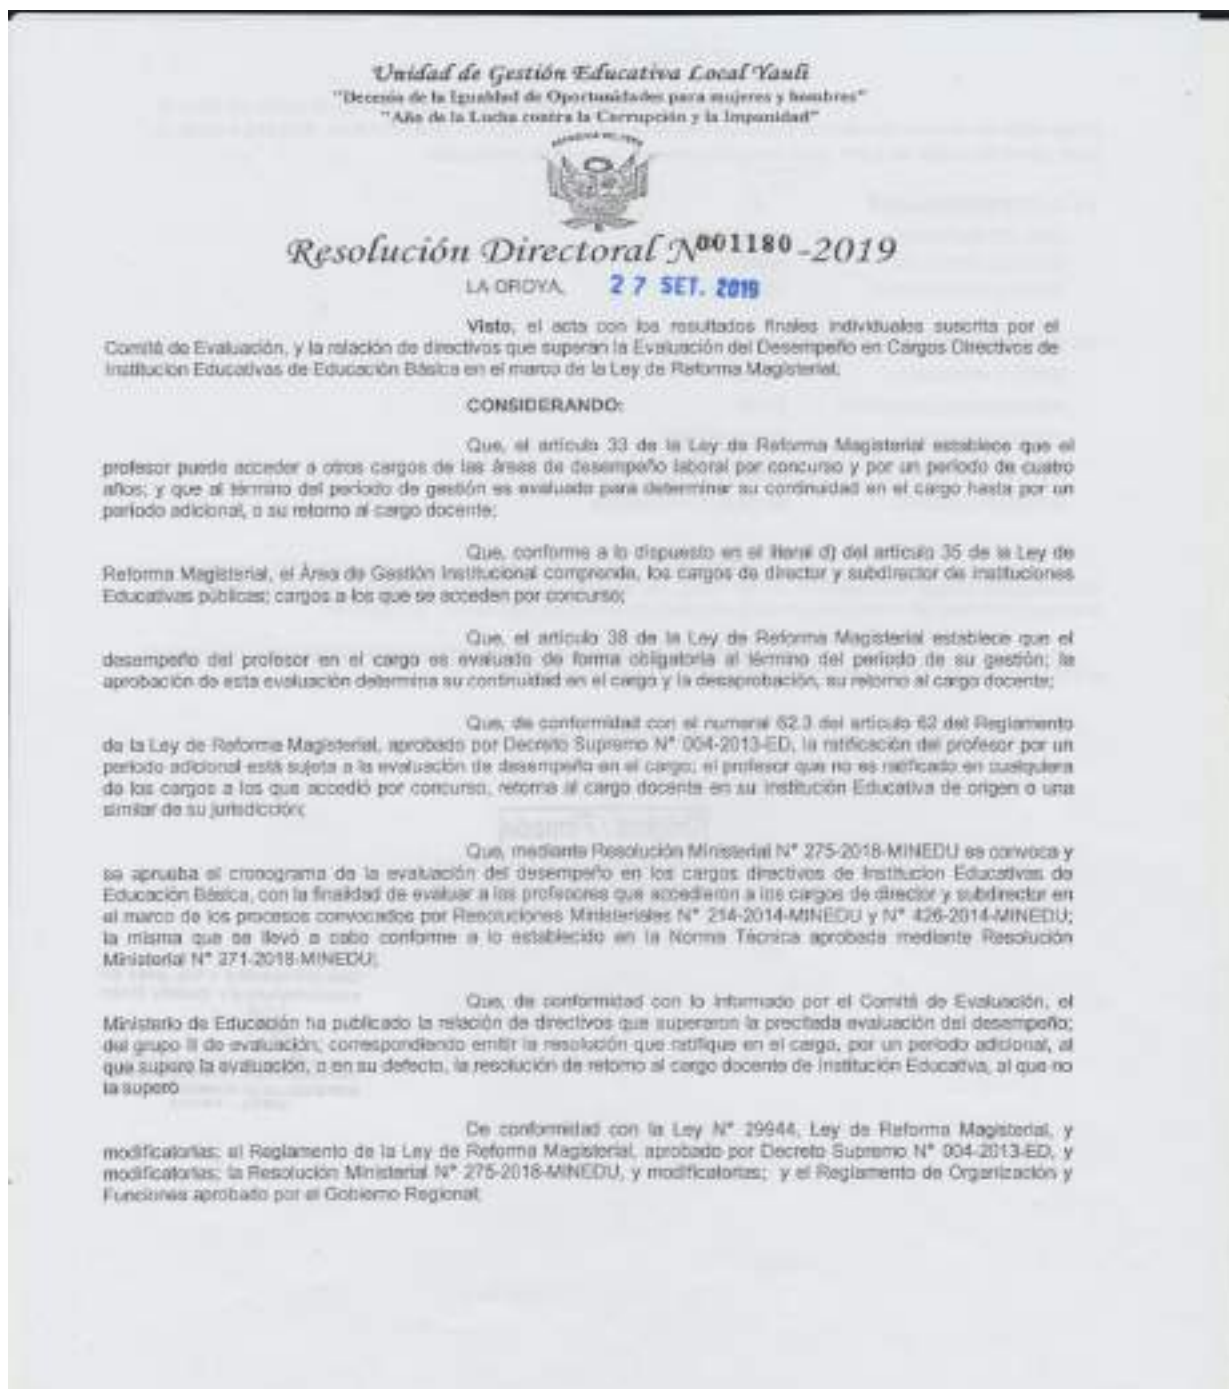 Unidad de Gestión Educativa Local Yauli
"Decenio de la Igualdad de Oportunidades para mujeres y hombres"
"Año de la Lucha contra la Corrupción y la Impunidad"
REPÚBLICA DEL PERÚ
Resolución Directoral N°001180-2019
LA OROYA, 27 SET. 2019
Visto, el acta con los resultados finales individuales suscrita por el
Comité de Evaluación, y la relación de directivos que superan la Evaluación del Desempeño en Cargos Directivos de
Institución Educativas de Educación Básica en el marco de la Ley de Reforma Magisterial.
CONSIDERANDO:
Que, el artículo 33 de la Ley de Reforma Magisterial establece que el
profesor puede acceder a otros cargos de las áreas de desempeño laboral por concurso y por un período de cuatro
años; y que al término del período de gestión es evaluado para determinar su continuidad en el cargo hasta por un
período adicional, o su retorno al cargo docente;
Que, conforme a lo dispuesto en el literal d) del artículo 35 de la Ley de
Reforma Magisterial, el Área de Gestión Institucional comprende, los cargos de director y subdirector de instituciones
Educativas públicas; cargos a los que se acceden por concurso;
Que, el artículo 38 de la Ley de Reforma Magisterial establece que el
desempeño del profesor en el cargo es evaluado de forma obligatoria al término del período de su gestión; la
aprobación de esta evaluación determina su continuidad en el cargo y la desaprobación, su retorno al cargo docente;
Que, de conformidad con el numeral 62.3 del artículo 62 del Reglamento
de la Ley de Reforma Magisterial, aprobado por Decreto Supremo N° 004-2013-ED, la ratificación del profesor por un
período adicional está sujeta a la evaluación de desempeño en el cargo; el profesor que no es ratificado en cualquiera
de los cargos a los que accedió por concurso, retorna al cargo docente en su Institución Educativa de origen o una
similar de su jurisdicción;
Que, mediante Resolución Ministerial N° 275-2018-MINEDU se convoca y
se aprueba el cronograma de la evaluación del desempeño en los cargos directivos de Institucion Educativas de
Educación Básica, con la finalidad de evaluar a los profesores que accedieron a los cargos de director y subdirector en
el marco de los procesos convocados por Resoluciones Ministeriales N° 214-2014-MINEDU y N° 426-2014-MINEDU;
la misma que se llevó a cabo conforme a lo establecido en la Norma Técnica aprobada mediante Resolución
Ministerial N° 271-2018-MINEDU;
Que, de conformidad con lo informado por el Comité de Evaluación, el
Ministerio de Educación ha publicado la relación de directivos que superaron la precitada evaluación del desempeño;
del grupo II de evaluación; correspondiendo emitir la resolución que ratifique en el cargo, por un período adicional, al
que supero la evaluación, o en su defecto, la resolución de retorno al cargo docente de Institución Educativa, al que no
la superó
De conformidad con la Ley N° 29944, Ley de Reforma Magisterial, y
modificatorias; el Reglamento de la Ley de Reforma Magisterial, aprobado por Decreto Supremo N° 004-2013-ED, y
modificatorias; la Resolución Ministerial N° 275-2018-MINEDU, y modificatorias; y el Reglamento de Organización y
Funciones aprobado por el Gobierno Regional;